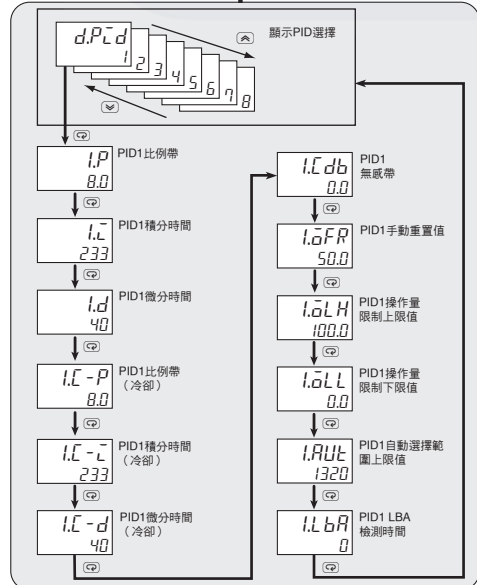 d.Pid
1
2
3
4
5
6
7
8
顯示PID選擇
1.P
8.0
PID1比例帶
1.i
233
PID1積分時間
1.d
40
PID1微分時間
1.C-P
8.0
PID1比例帶
（冷卻）
1.C-i
233
PID1積分時間
（冷卻）
1.C-d
40
PID1微分時間
（冷卻）
1.Cdb
0.0
PID1
無感帶
1.oFR
50.0
PID1手動重置值
1.oLH
100.0
PID1操作量
限制上限值
1.oLL
0.0
PID1操作量
限制下限值
1.AUt
1320
PID1自動選擇範
圍上限值
1.LbA
0
PID1 LBA
檢測時間